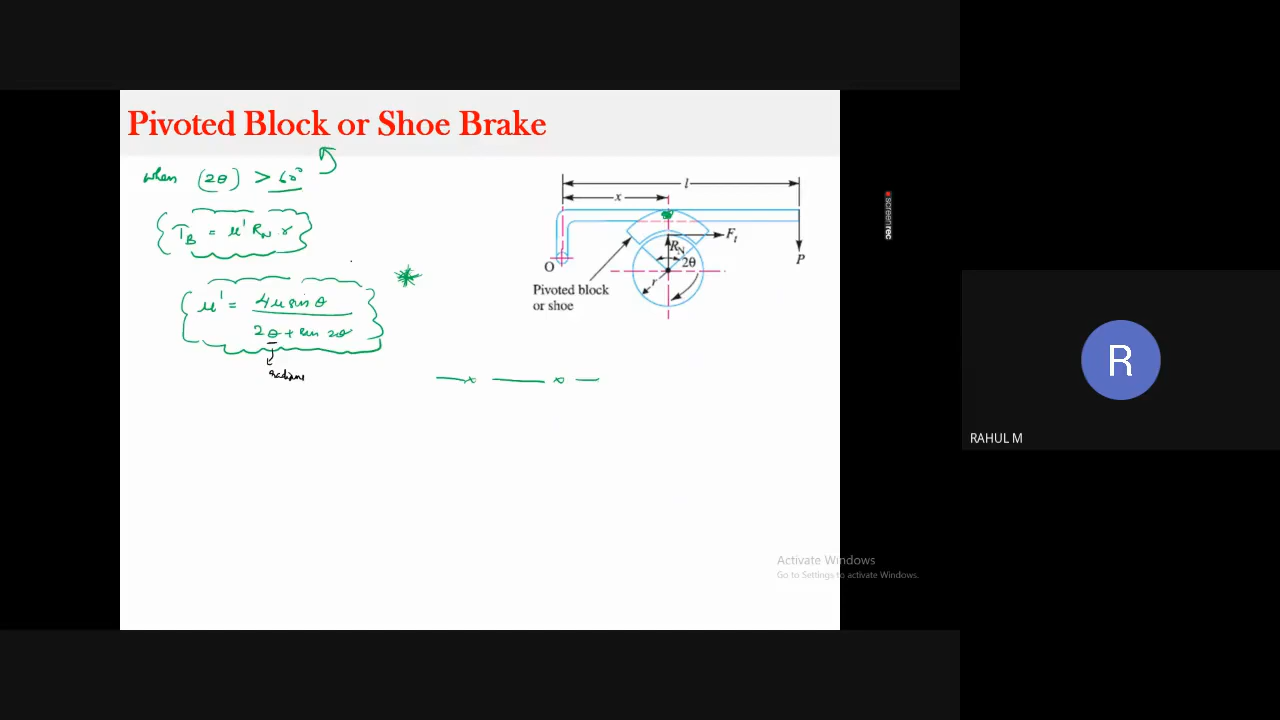 Pivoted Block or Shoe Brake
when (2θ) > 60°
T_B = μ' R_N r
μ' = 4μ sin θ
2θ + sin 2θ
radians
l
x
O
R_N
F_t
2θ
r
P
Pivoted block
or shoe
screenrec
R
RAHUL M
Activate Windows
Go to Settings to activate Windows.